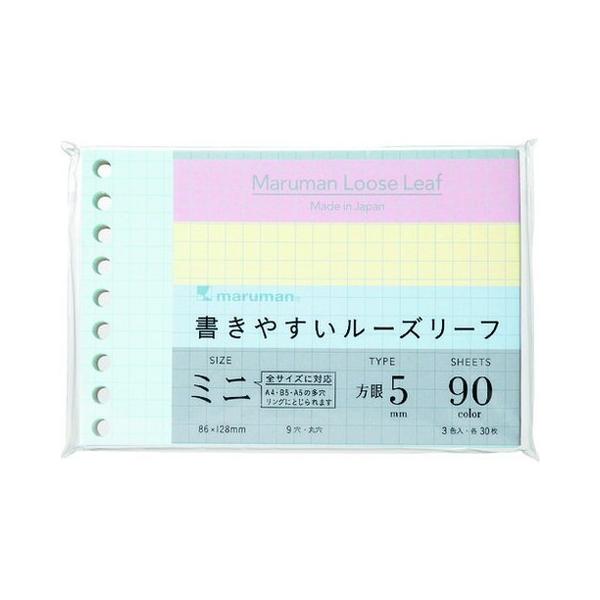 Maruman Loose Leaf
Made in Japan
maruman®
書きやすいルーズリーフ
SIZE
ミニ
全サイズに対応
A4・B5・A5の多穴
リングにとじられます
86×128mm
9穴・丸穴
TYPE
方眼5mm
SHEETS
90
color
3色入・各30枚